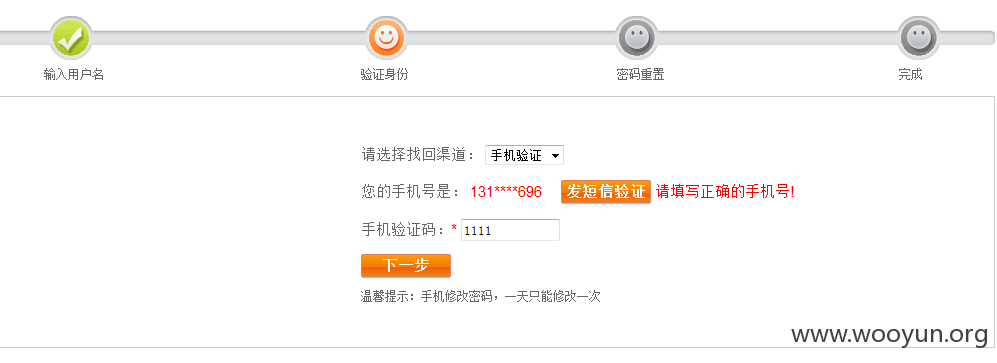 输入用户名 验证身份 密码重置 完成
请选择找回渠道： 手机验证
您的手机号是： 131****696 发短信验证 请填写正确的手机号!
手机验证码：* 1111
下一步
温馨提示：手机修改密码，一天只能修改一次
www.wooyun.org